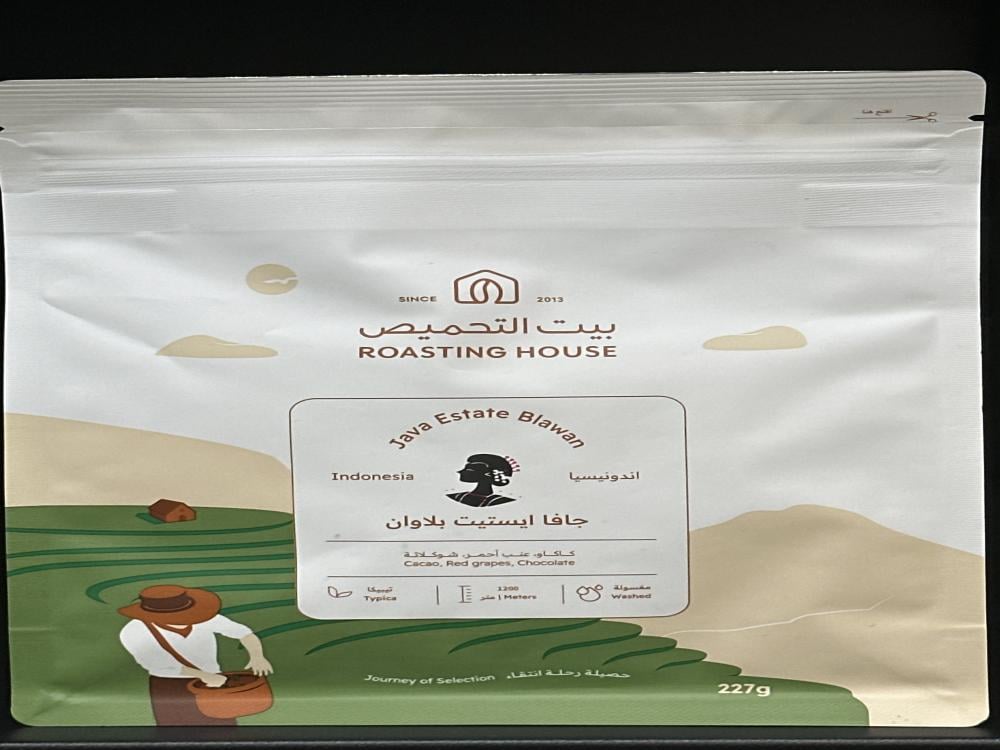 افتح هنا
SINCE 2013
بيت التحميص
ROASTING HOUSE
Java Estate Blawan
Indonesia اندونيسيا
جافا ايستيت بلاوان
كاكاو، عنب أحمر، شوكلاتة
Cacao, Red grapes, Chocolate
تيبيكا 1200 مغسولة
Typica متر | Meters Washed
Journey of Selection حصيلة رحلة انتقاء
227g